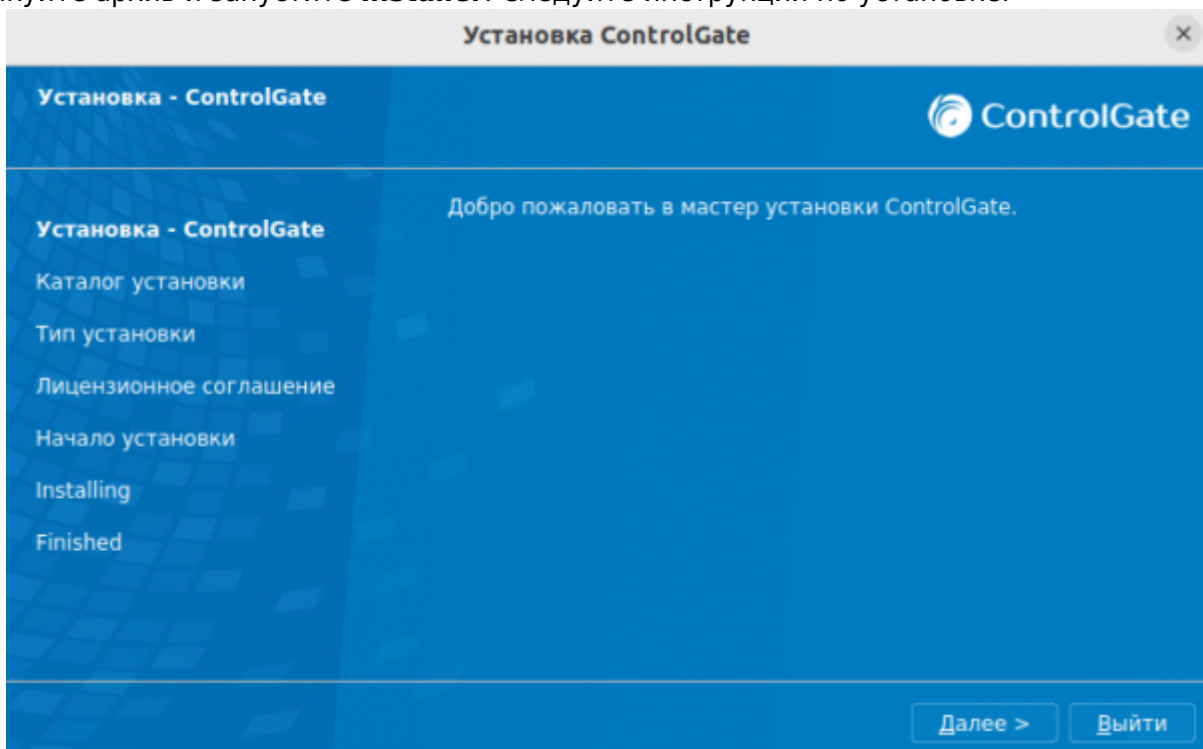 Установка ControlGate
Установка - ControlGate
ControlGate
Добро пожаловать в мастер установки ControlGate.
Установка - ControlGate
Каталог установки
Тип установки
Лицензионное соглашение
Начало установки
Installing
Finished
Далее >
Выйти